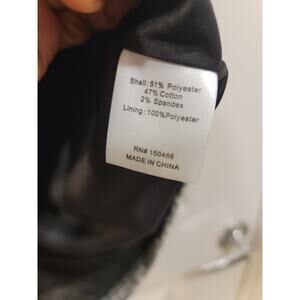 Shell:51% Polyester
47%Cotton
2% Spandex
Lining:100%Polyester
RN# 150466
MADE IN CHINA